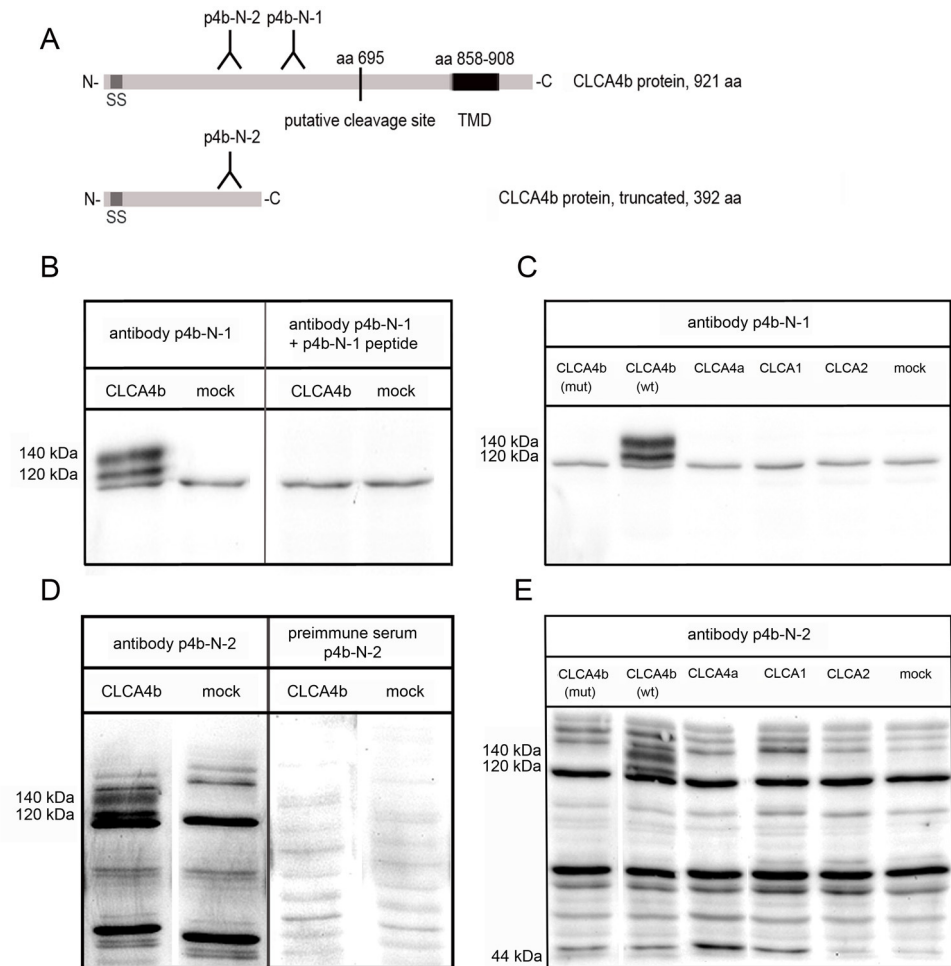 A
p4b-N-2 p4b-N-1
aa 695 aa 858-908
N- -C CLCA4b protein, 921 aa
SS
putative cleavage site TMD
p4b-N-2
N- -C CLCA4b protein, truncated, 392 aa
SS
B
antibody p4b-N-1
antibody p4b-N-1
+ p4b-N-1 peptide
CLCA4b mock CLCA4b mock
140 kDa
120 kDa
C
antibody p4b-N-1
CLCA4b (mut) CLCA4b (wt) CLCA4a CLCA1 CLCA2 mock
140 kDa
120 kDa
D
antibody p4b-N-2
preimmune serum
p4b-N-2
CLCA4b mock CLCA4b mock
140 kDa
120 kDa
E
antibody p4b-N-2
CLCA4b (mut) CLCA4b (wt) CLCA4a CLCA1 CLCA2 mock
140 kDa
120 kDa
44 kDa